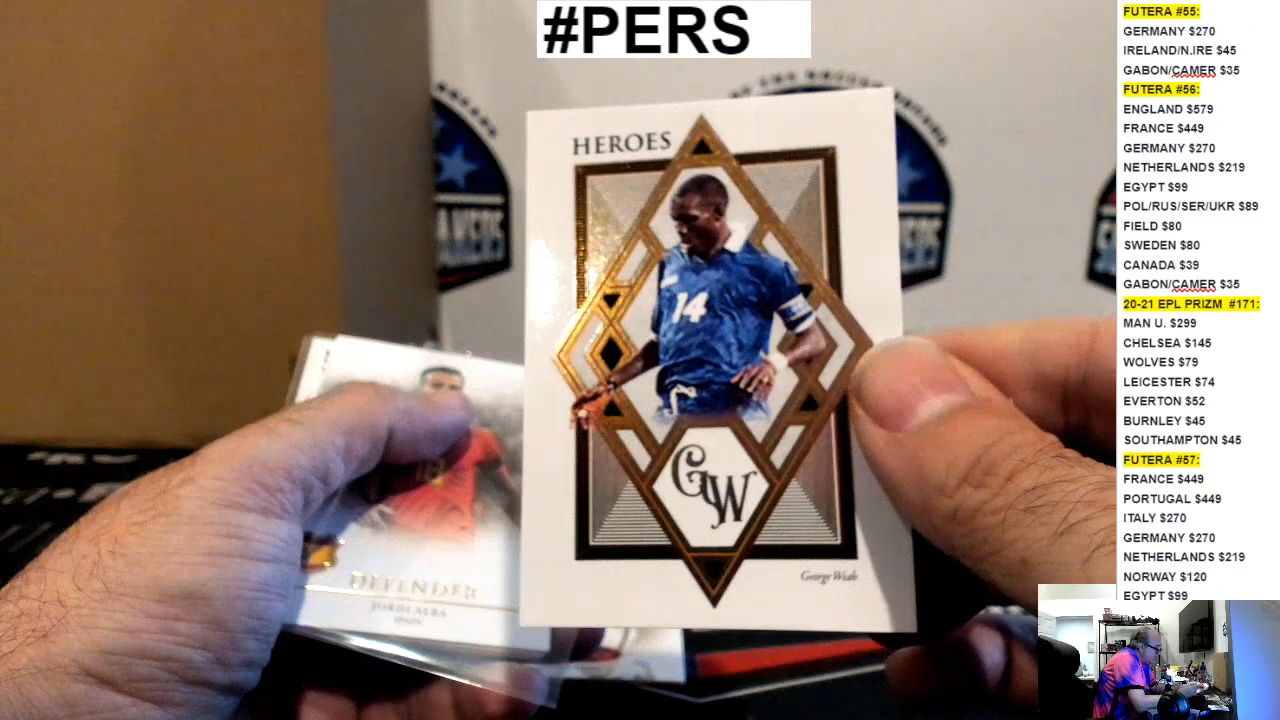 #PERS
HEROES
14
GW
George Weah
18
DEFENDER
JORDI ALBA
SPAIN
FUTERA #55:
GERMANY $270
IRELAND/N.IRE $45
GABON/CAMER $35
FUTERA #56:
ENGLAND $579
FRANCE $449
GERMANY $270
NETHERLANDS $219
EGYPT $99
POL/RUS/SER/UKR $89
FIELD $80
SWEDEN $80
CANADA $39
GABON/CAMER $35
20-21 EPL PRIZM #171:
MAN U. $299
CHELSEA $145
WOLVES $79
LEICESTER $74
EVERTON $52
BURNLEY $45
SOUTHAMPTON $45
FUTERA #57:
FRANCE $449
PORTUGAL $449
ITALY $270
GERMANY $270
NETHERLANDS $219
NORWAY $120
EGYPT $99